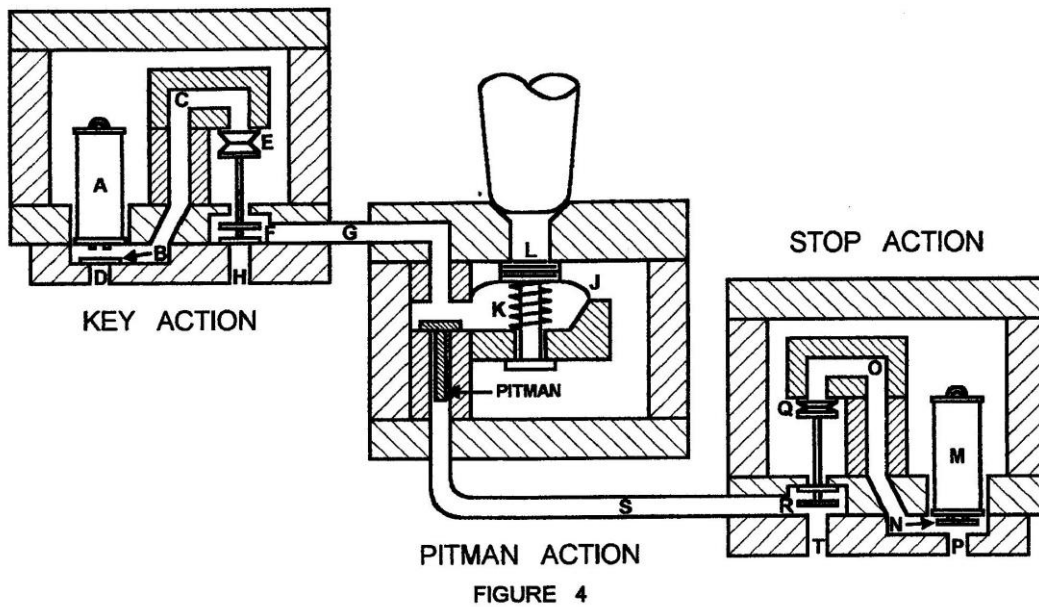 C
E
A
F
G
B
D
H
L
J
K
KEY ACTION
STOP ACTION
PITMAN
O
Q
M
S
R
N
T
P
PITMAN ACTION
FIGURE 4